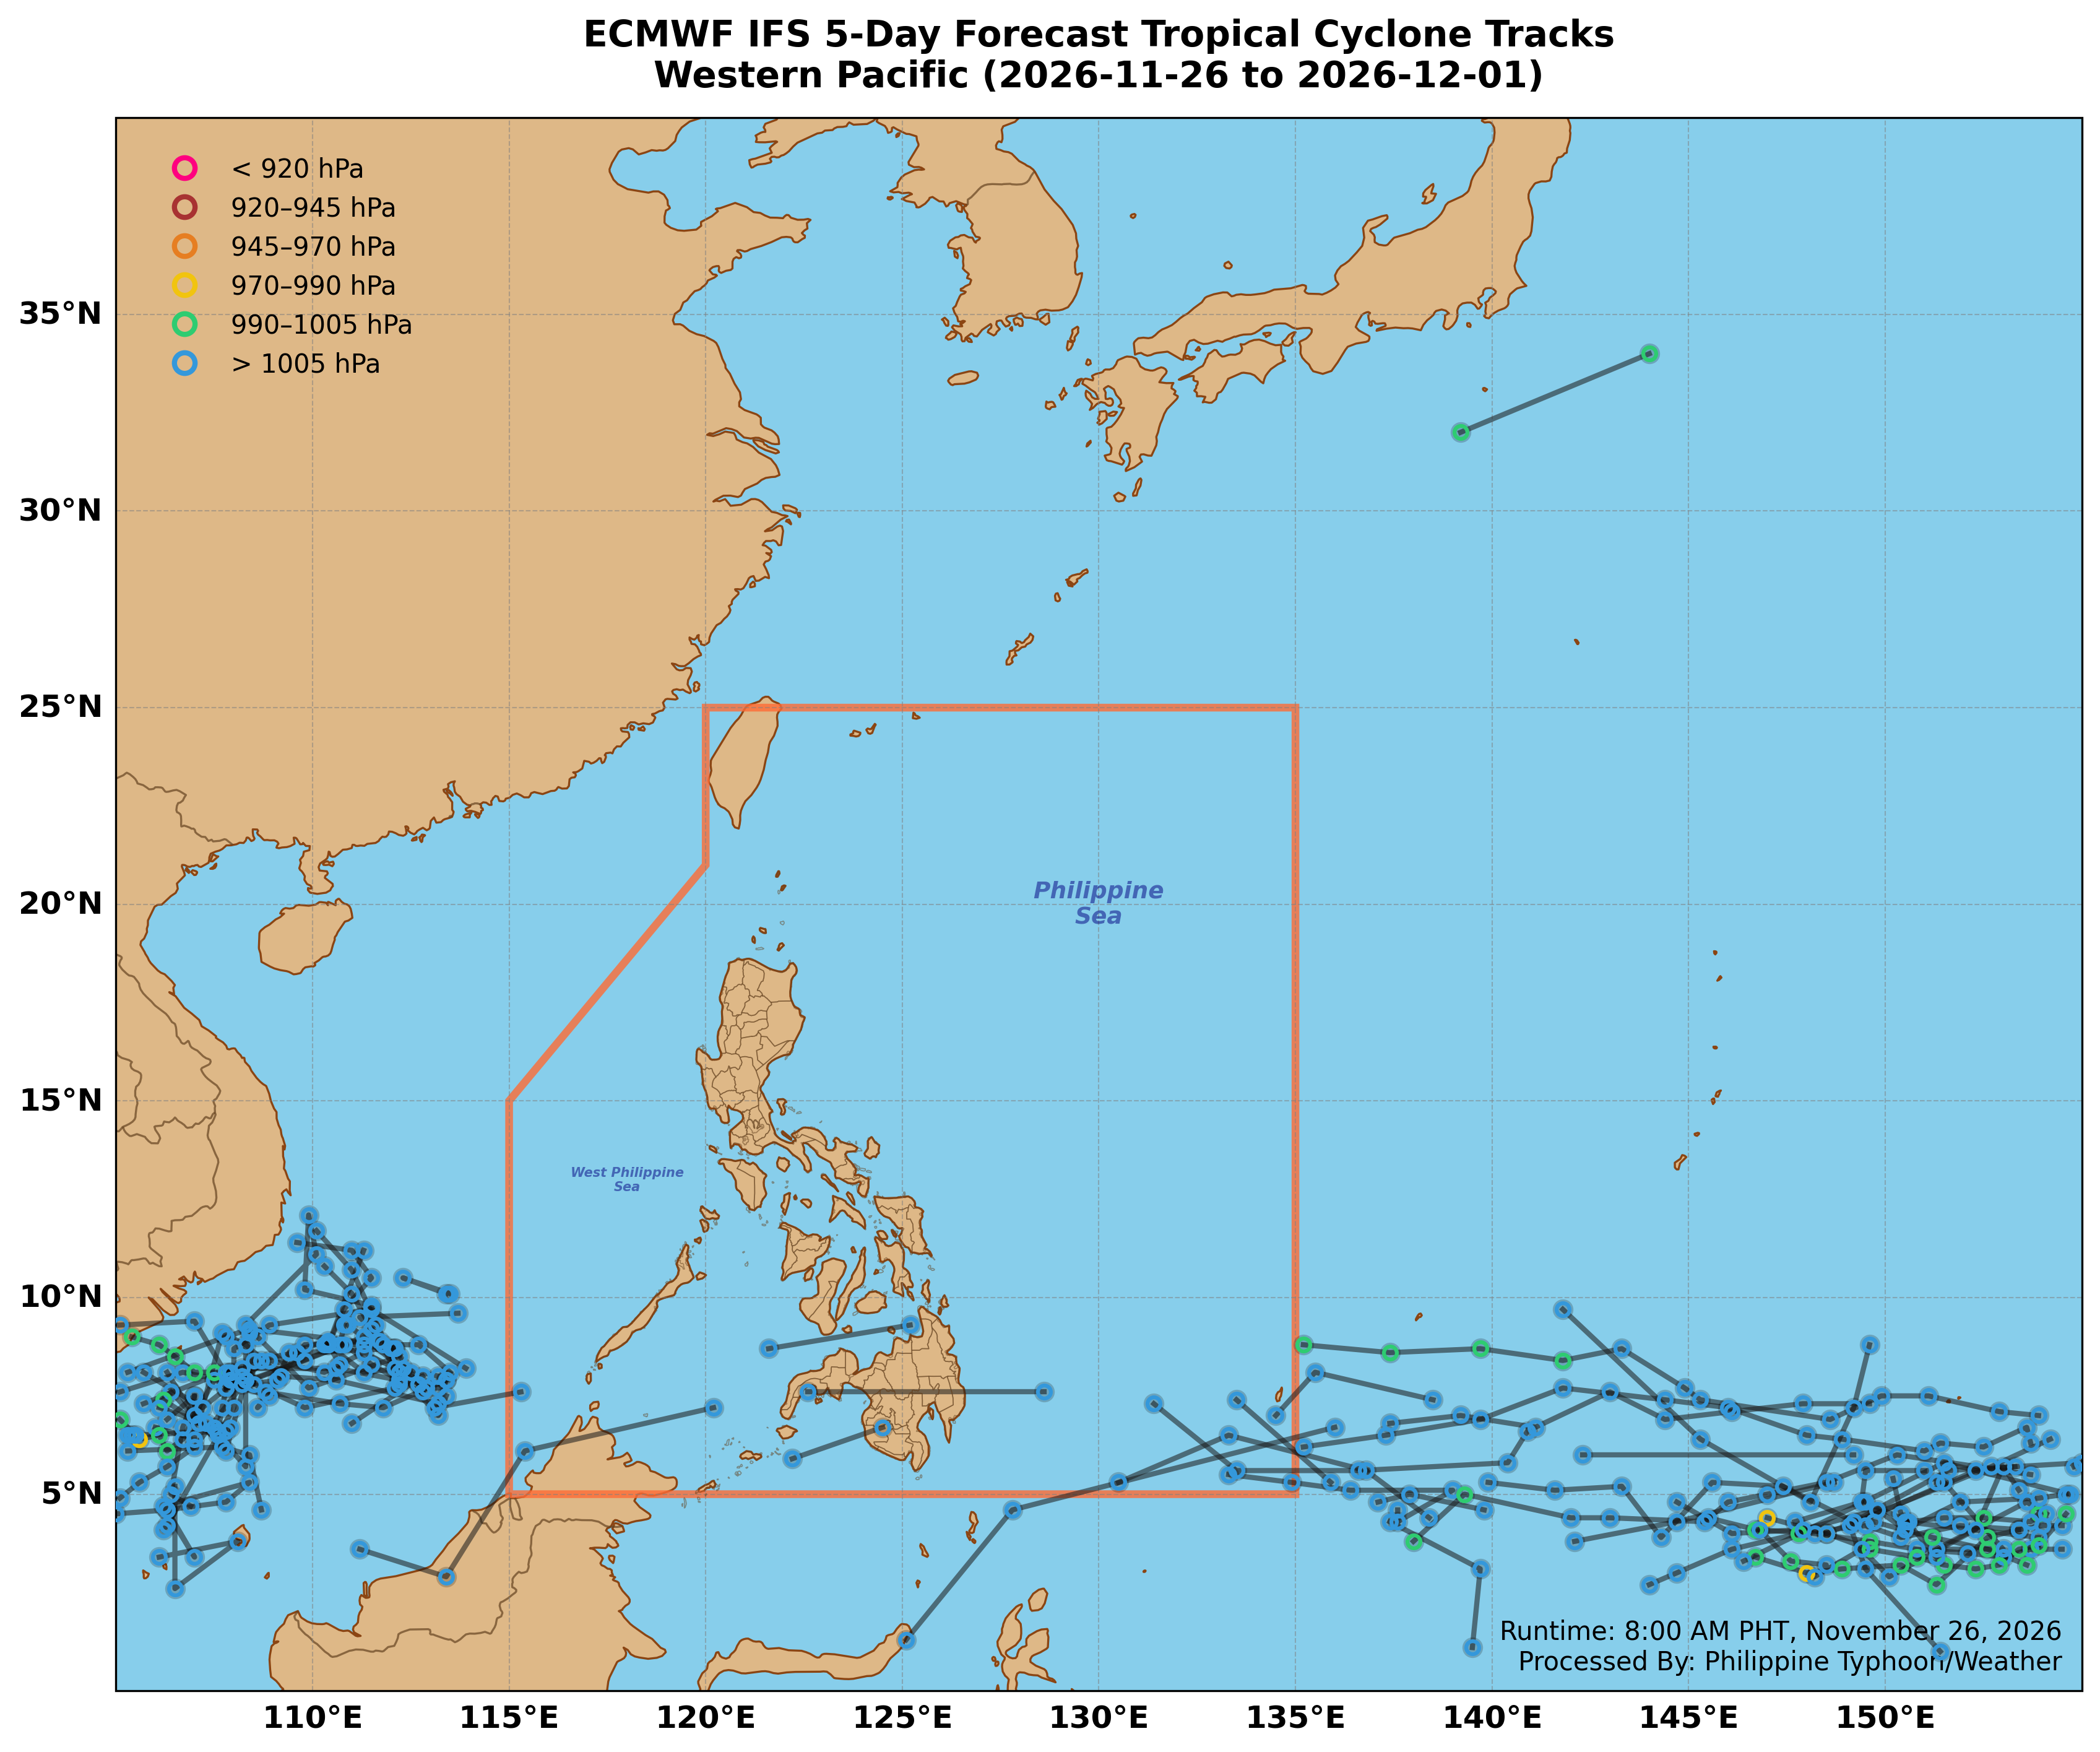 ECMWF IFS 5-Day Forecast Tropical Cyclone Tracks
Western Pacific (2026-11-26 to 2026-12-01)
< 920 hPa
920–945 hPa
945–970 hPa
970–990 hPa
990–1005 hPa
> 1005 hPa
35°N
30°N
25°N
20°N
15°N
10°N
5°N
Philippine
Sea
West Philippine
Sea
Runtime: 8:00 AM PHT, November 26, 2026
Processed By: Philippine Typhoon/Weather
110°E
115°E
120°E
125°E
130°E
135°E
140°E
145°E
150°E